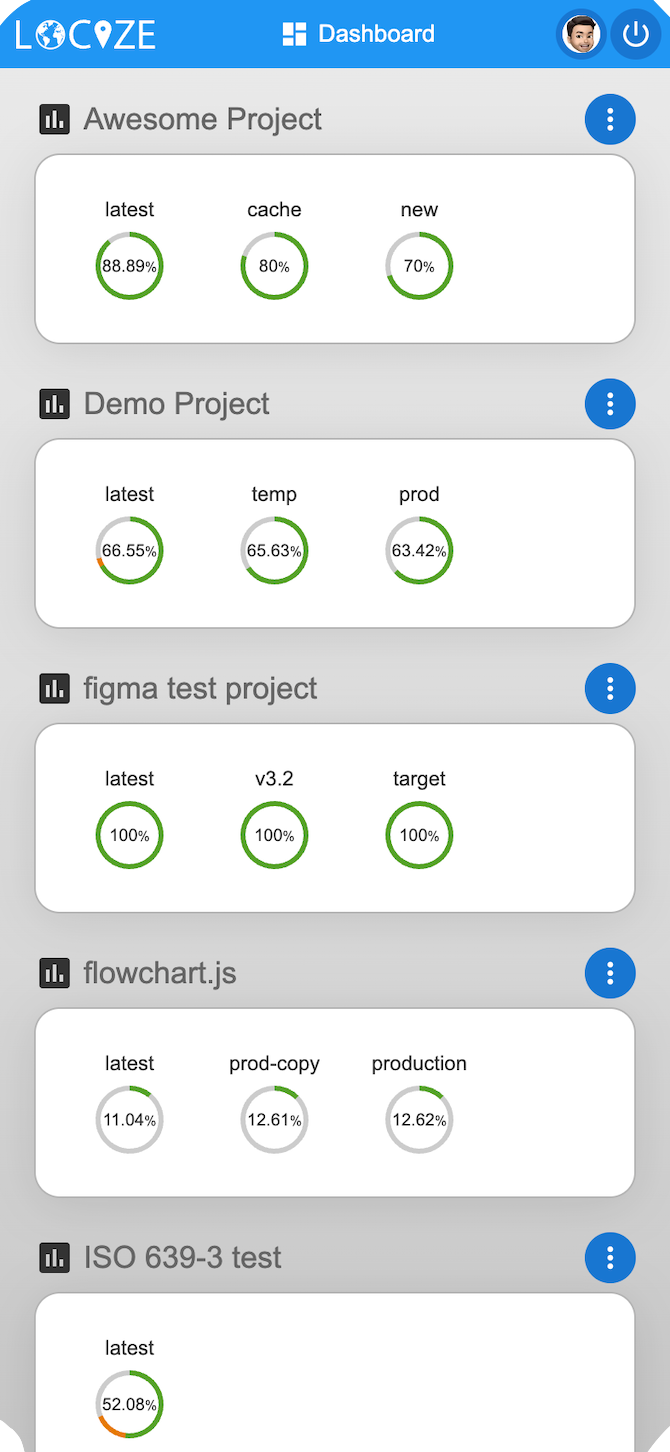 LOCIZE
Dashboard
Awesome Project
latest cache new
88.89% 80% 70%
Demo Project
latest temp prod
66.55% 65.63% 63.42%
figma test project
latest v3.2 target
100% 100% 100%
flowchart.js
latest prod-copy production
11.04% 12.61% 12.62%
ISO 639-3 test
latest
52.08%